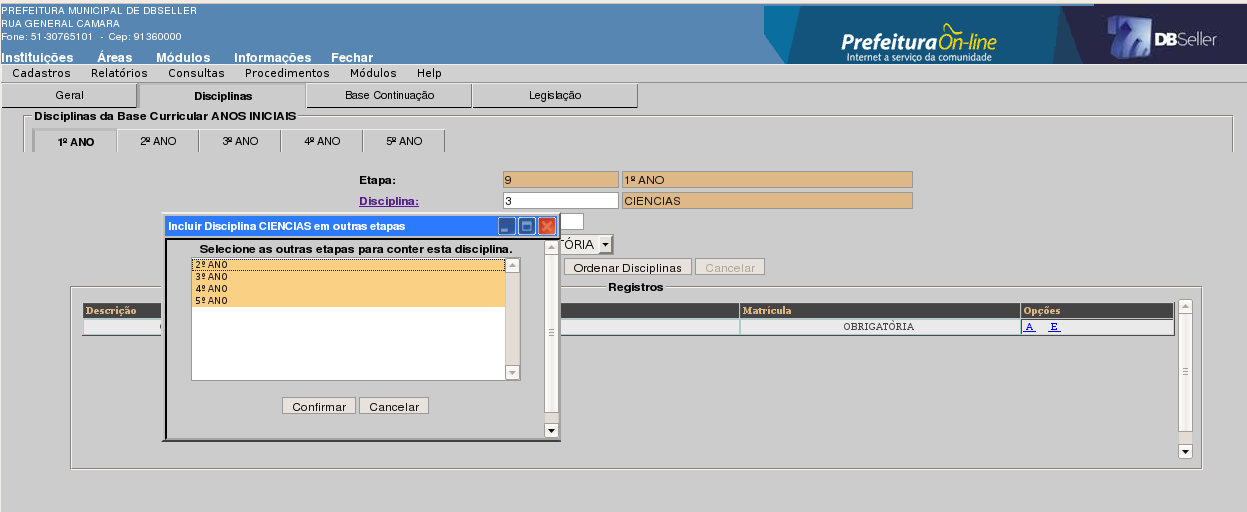 PREFEITURA MUNICIPAL DE DBSELLER
RUA GENERAL CAMARA
Fone: 51-30765101 - Cep: 91360000
Prefeitura On-line
Internet a serviço da comunidade
DBSeller
Instituições Áreas Módulos Informações Fechar
Cadastros Relatórios Consultas Procedimentos Módulos Help
Geral Disciplinas Base Continuação Legislação
Disciplinas da Base Curricular ANOS INICIAIS
1º ANO 2º ANO 3º ANO 4º ANO 5º ANO
Etapa: 9 1º ANO
Disciplina: 3 CIENCIAS
Incluir Disciplina CIENCIAS em outras etapas
Selecione as outras etapas para conter esta disciplina.
2º ANO
3º ANO
4º ANO
5º ANO
Confirmar Cancelar
TÓRIA
Ordenar Disciplinas Cancelar
Registros
Descrição Matrícula Opções
OBRIGATÓRIA A E